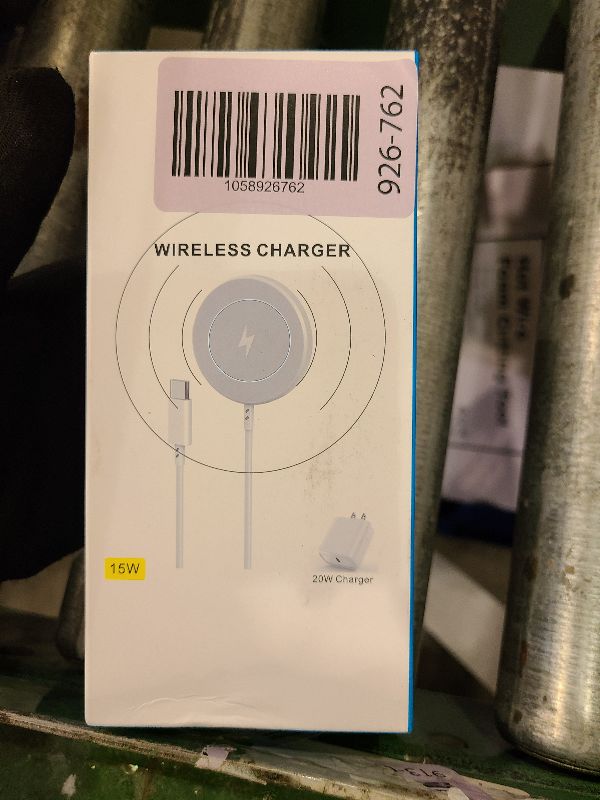 1058926762
926-762
WIRELESS CHARGER
15W
20W Charger